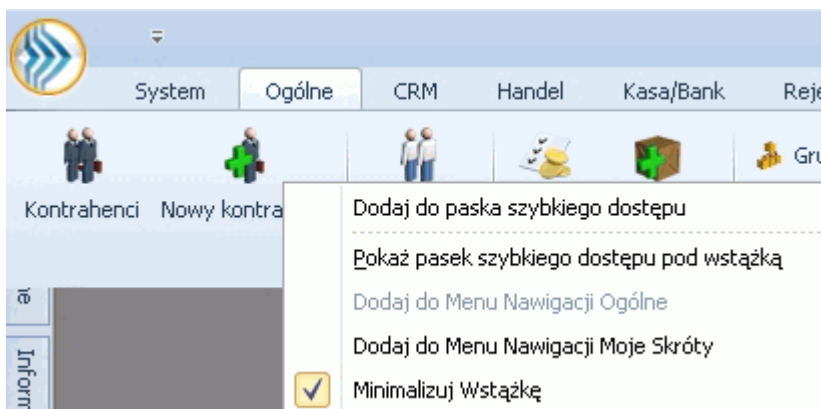 System Ogólne CRM Handel Kasa/Bank
Kontrahenci Nowy
Dodaj do paska szybkiego dostępu
Pokaż pasek szybkiego dostępu pod wstążką
Dodaj do Menu Nawigacji Ogólne
Dodaj do Menu Nawigacji Moje Skróty
Minimalizuj Wstążkę